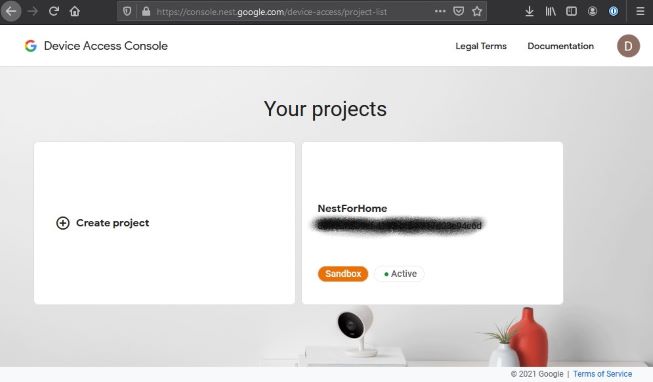 https://console.nest.google.com/device-access/project-list
Device Access Console
Legal Terms
Documentation
D
Your projects
Create project
NestForHome
Sandbox
Active
© 2021 Google | Terms of Service